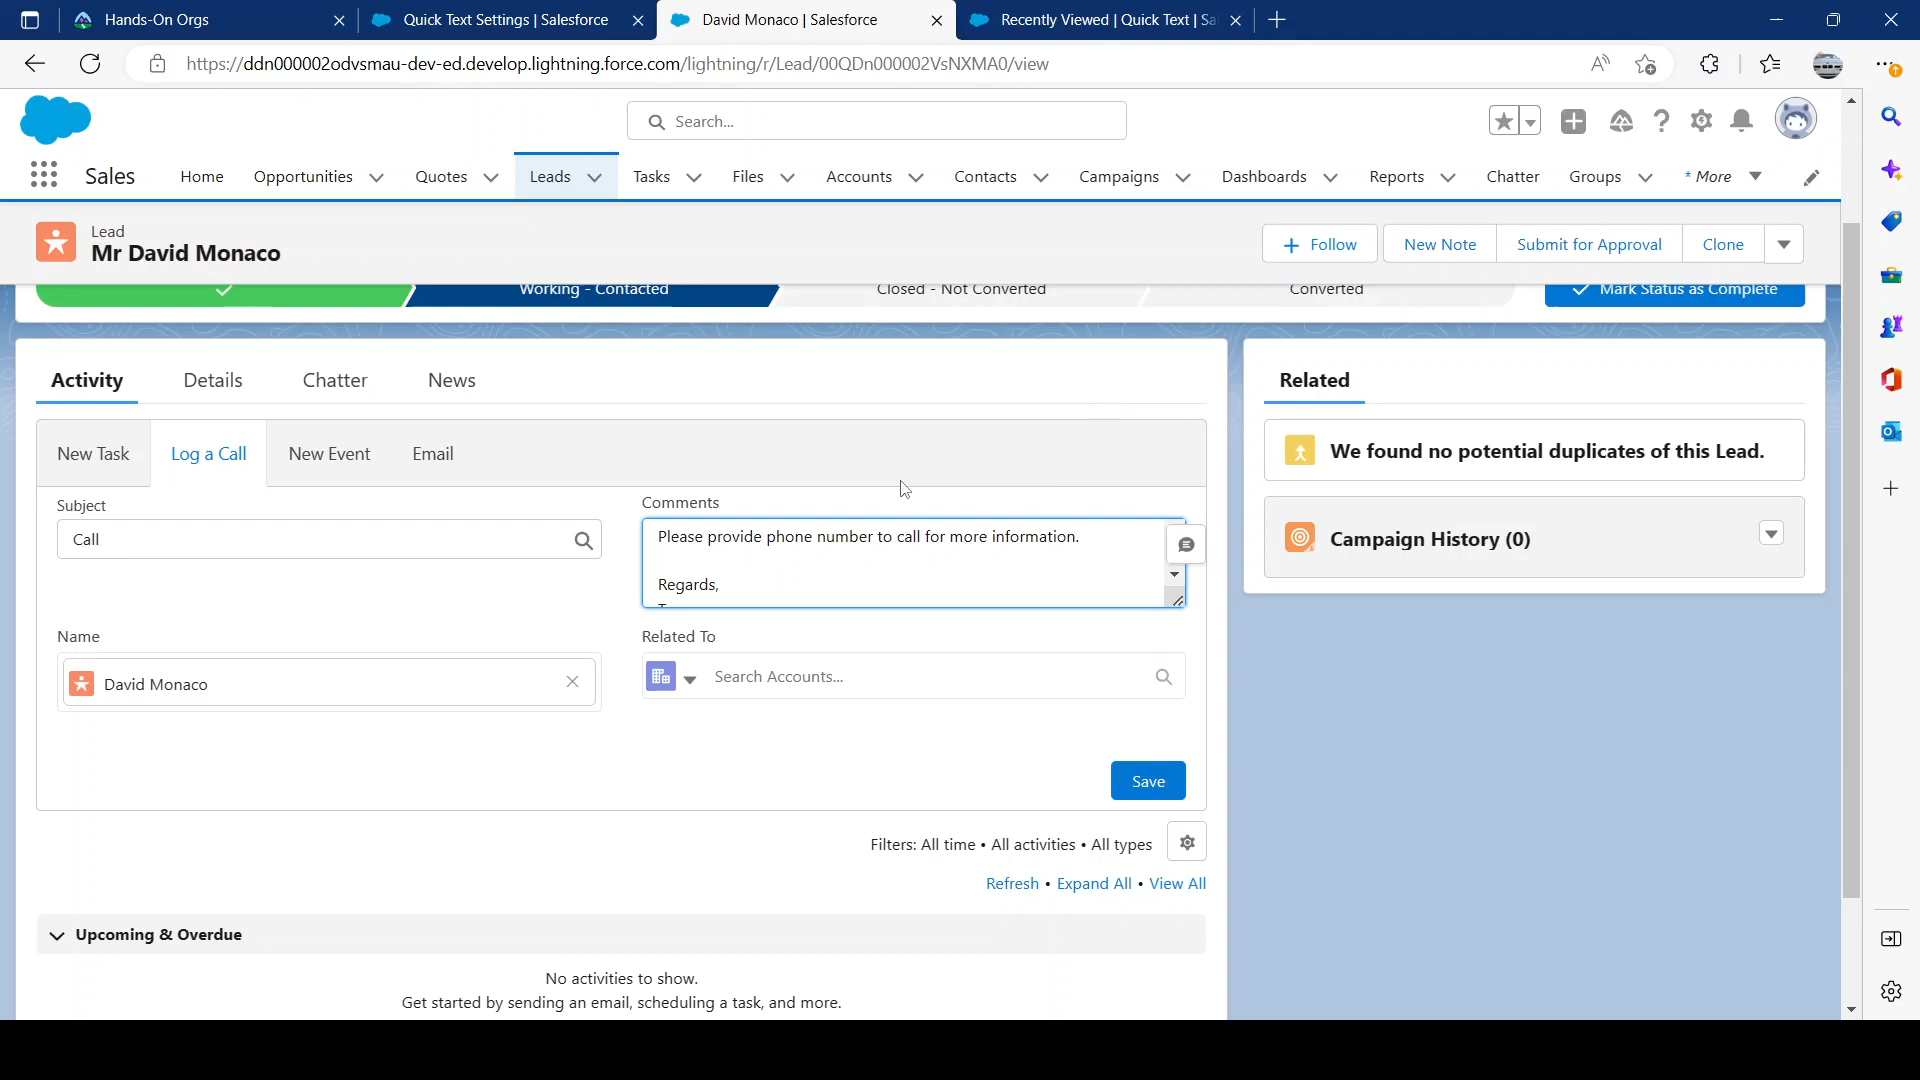 Hands-On Orgs
Quick Text Settings | Salesforce
David Monaco | Salesforce
Recently Viewed | Quick Text | Sa
https://ddn000002odvsmau-dev-ed.develop.lightning.force.com/lightning/r/Lead/00QDn000002VsNXMA0/view
Search...
Sales
Home
Opportunities
Quotes
Leads
Tasks
Files
Accounts
Contacts
Campaigns
Dashboards
Reports
Chatter
Groups
* More
Lead
Mr David Monaco
Follow
New Note
Submit for Approval
Clone
Working - Contacted
Closed - Not Converted
Converted
Mark Status as Complete
Activity
Details
Chatter
News
Related
New Task
Log a Call
New Event
Email
We found no potential duplicates of this Lead.
Subject
Call
Comments
Please provide phone number to call for more information.
Regards,
Campaign History (0)
Name
David Monaco
Related To
Search Accounts...
Save
Filters: All time • All activities • All types
Refresh • Expand All • View All
Upcoming & Overdue
No activities to show.
Get started by sending an email, scheduling a task, and more.